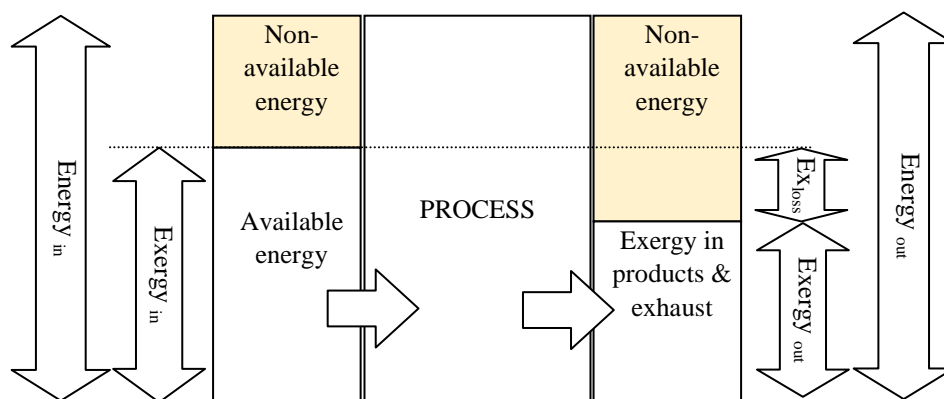 Energy in
Exergy in
Non-
available
energy
Available
energy
PROCESS
Non-
available
energy
Exergy in
products &
exhaust
Ex loss
Exergy out
Energy out